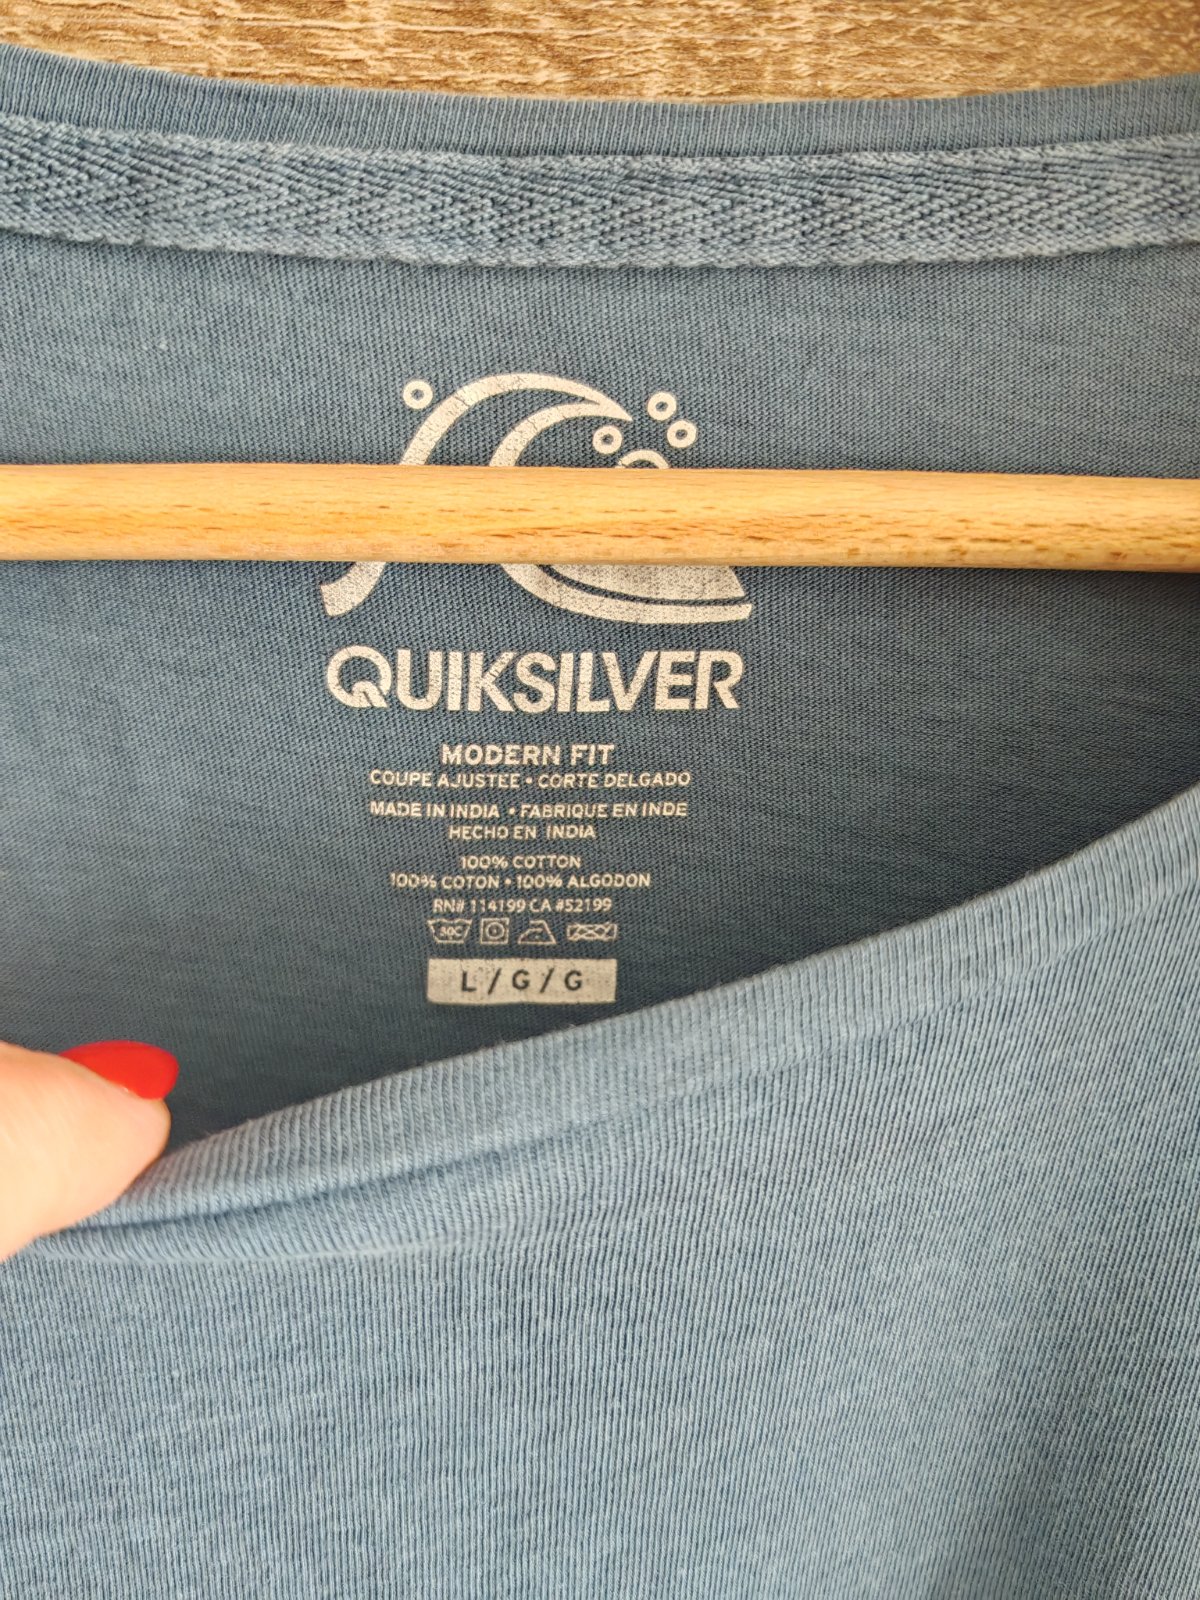 QUIKSILVER
MODERN FIT
COUPE AJUSTEE • CORTE DELGADO
MADE IN INDIA • FABRIQUE EN INDE
HECHO EN INDIA
100% COTTON
100% COTON • 100% ALGODON
RN# 114199 CA #52199
30C
L / G / G